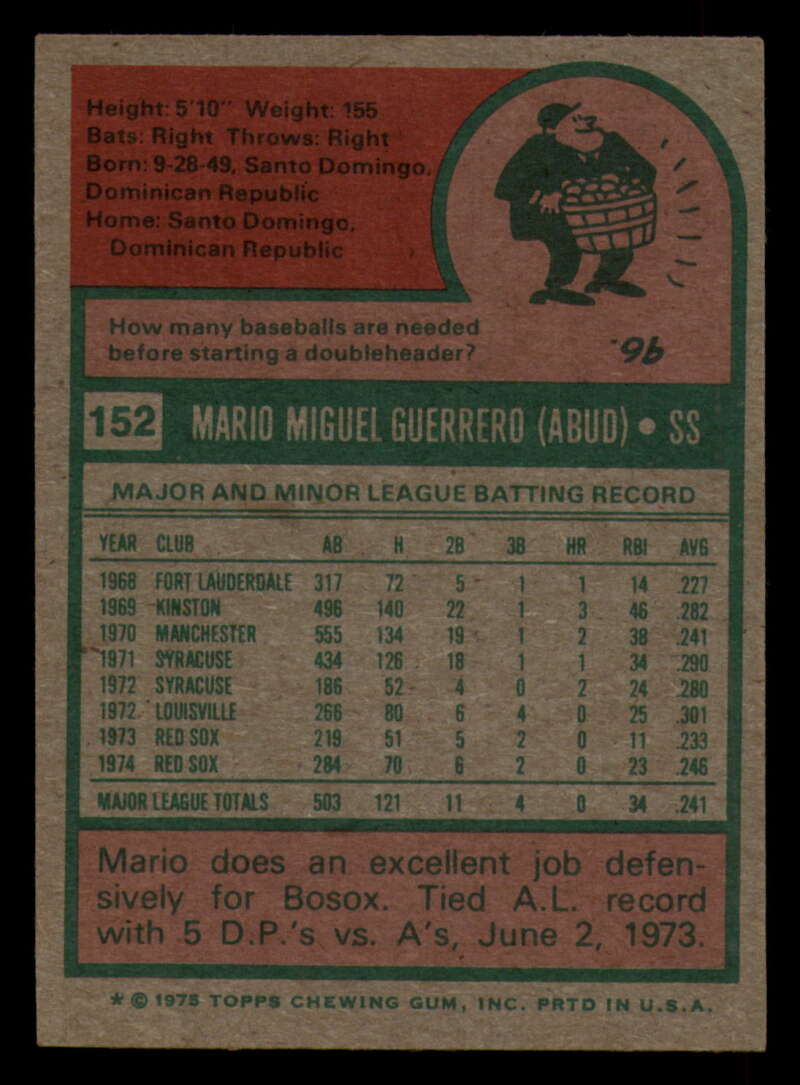 Height: 5'10" Weight: 155
Bats: Right Throws: Right
Born: 9-28-49, Santo Domingo,
Dominican Republic
Home: Santo Domingo,
Dominican Republic
How many baseballs are needed
before starting a doubleheader?
96.
152 MARIO MIGUEL GUERRERO (ABUD) • SS
MAJOR AND MINOR LEAGUE BATTING RECORD
YEAR CLUB AB H 2B 3B HR RBI AVG
1968 FORT LAUDERDALE 317 72 5 1 1 14 .227
1969 KINSTON 496 140 22 1 3 46 .282
1970 MANCHESTER 555 134 19 1 2 38 .241
1971 SYRACUSE 434 126 18 1 1 34 .290
1972 SYRACUSE 186 52 4 0 2 24 .280
1972 LOUISVILLE 266 80 6 4 0 25 .301
1973 RED SOX 219 51 5 2 0 11 .233
1974 RED SOX 284 70 6 2 0 23 .246
MAJOR LEAGUE TOTALS 503 121 11 4 0 34 .241
Mario does an excellent job defen-
sively for Bosox. Tied A.L. record
with 5 D.P.'s vs. A's, June 2, 1973.
* © 1975 TOPPS CHEWING GUM, INC. PRTD IN U.S.A.